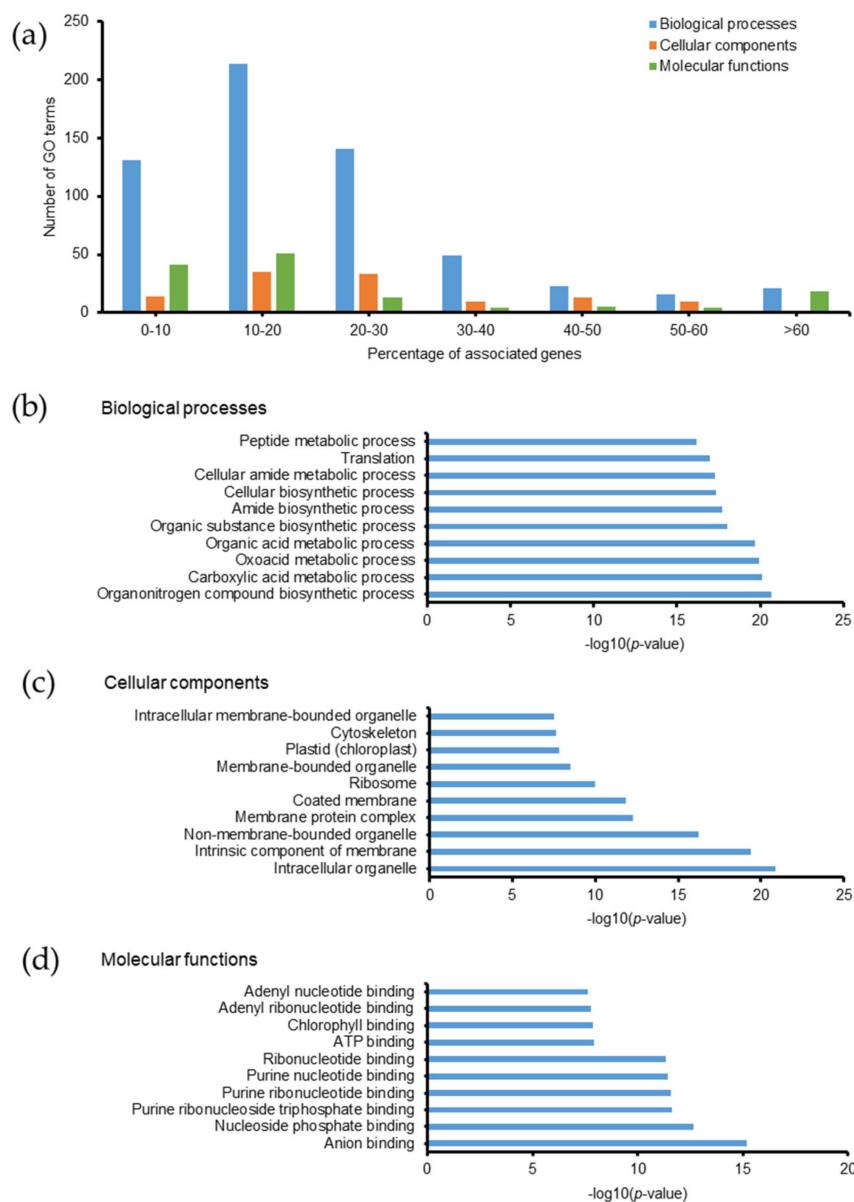 (a)
250
200
150
100
50
0
Number of GO terms
Biological processes
Cellular components
Molecular functions
0-10 10-20 20-30 30-40 40-50 50-60 >60
Percentage of associated genes
(b) Biological processes
Peptide metabolic process
Translation
Cellular amide metabolic process
Cellular biosynthetic process
Amide biosynthetic process
Organic substance biosynthetic process
Organic acid metabolic process
Oxoacid metabolic process
Carboxylic acid metabolic process
Organonitrogen compound biosynthetic process
0 5 10 15 20 25
-log10(p-value)
(c) Cellular components
Intracellular membrane-bounded organelle
Cytoskeleton
Plastid (chloroplast)
Membrane-bounded organelle
Ribosome
Coated membrane
Membrane protein complex
Non-membrane-bounded organelle
Intrinsic component of membrane
Intracellular organelle
0 5 10 15 20 25
-log10(p-value)
(d) Molecular functions
Adenyl nucleotide binding
Adenyl ribonucleotide binding
Chlorophyll binding
ATP binding
Ribonucleotide binding
Purine nucleotide binding
Purine ribonucleotide binding
Purine ribonucleoside triphosphate binding
Nucleoside phosphate binding
Anion binding
0 5 10 15 20
-log10(p-value)